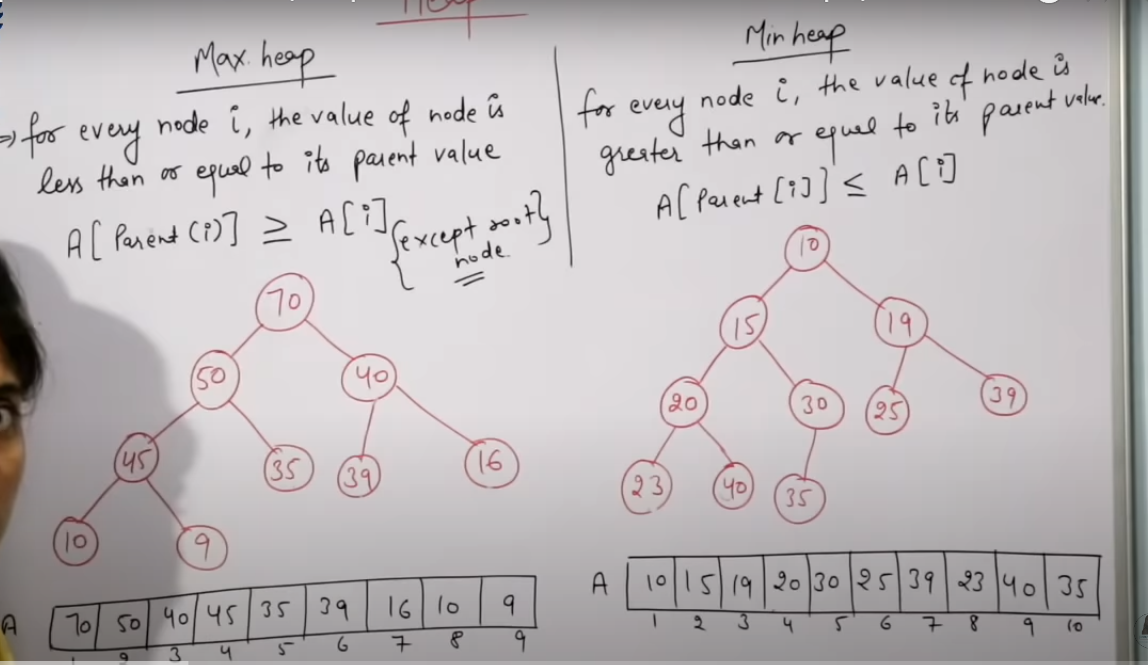 Heap
Max. heap
⇒ for every node i, the value of node is
less than or equal to its parent value
A[Parent(i)] ≥ A[i] {except root}
node
70
50 40
45 35 39 16
10 9
A 70 50 40 45 35 39 16 10 9
1 2 3 4 5 6 7 8 9
Min heap
for every node i, the value of node is
greater than or equal to its parent value.
A[Parent[i]] ≤ A[i]
10
15 19
20 30 25 39
23 40 35
A 10 15 19 20 30 25 39 23 40 35
1 2 3 4 5 6 7 8 9 10